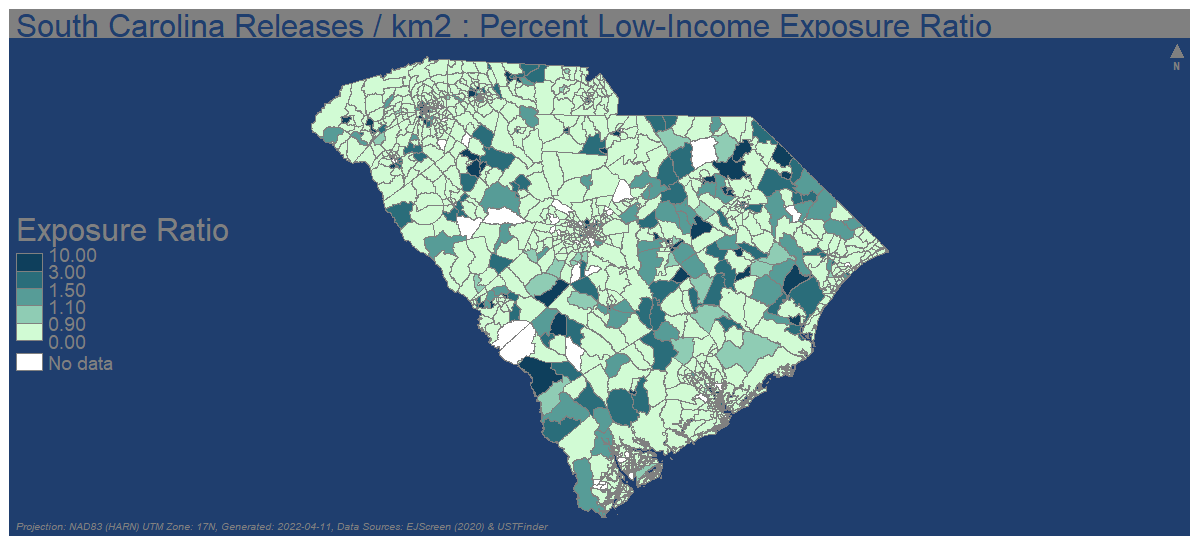 South Carolina Releases / km2 : Percent Low-Income Exposure Ratio
N
Exposure Ratio
10.00
3.00
1.50
1.10
0.90
0.00
No data
Projection: NAD83 (HARN) UTM Zone: 17N, Generated: 2022-04-11, Data Sources: EJScreen (2020) & USTFinder